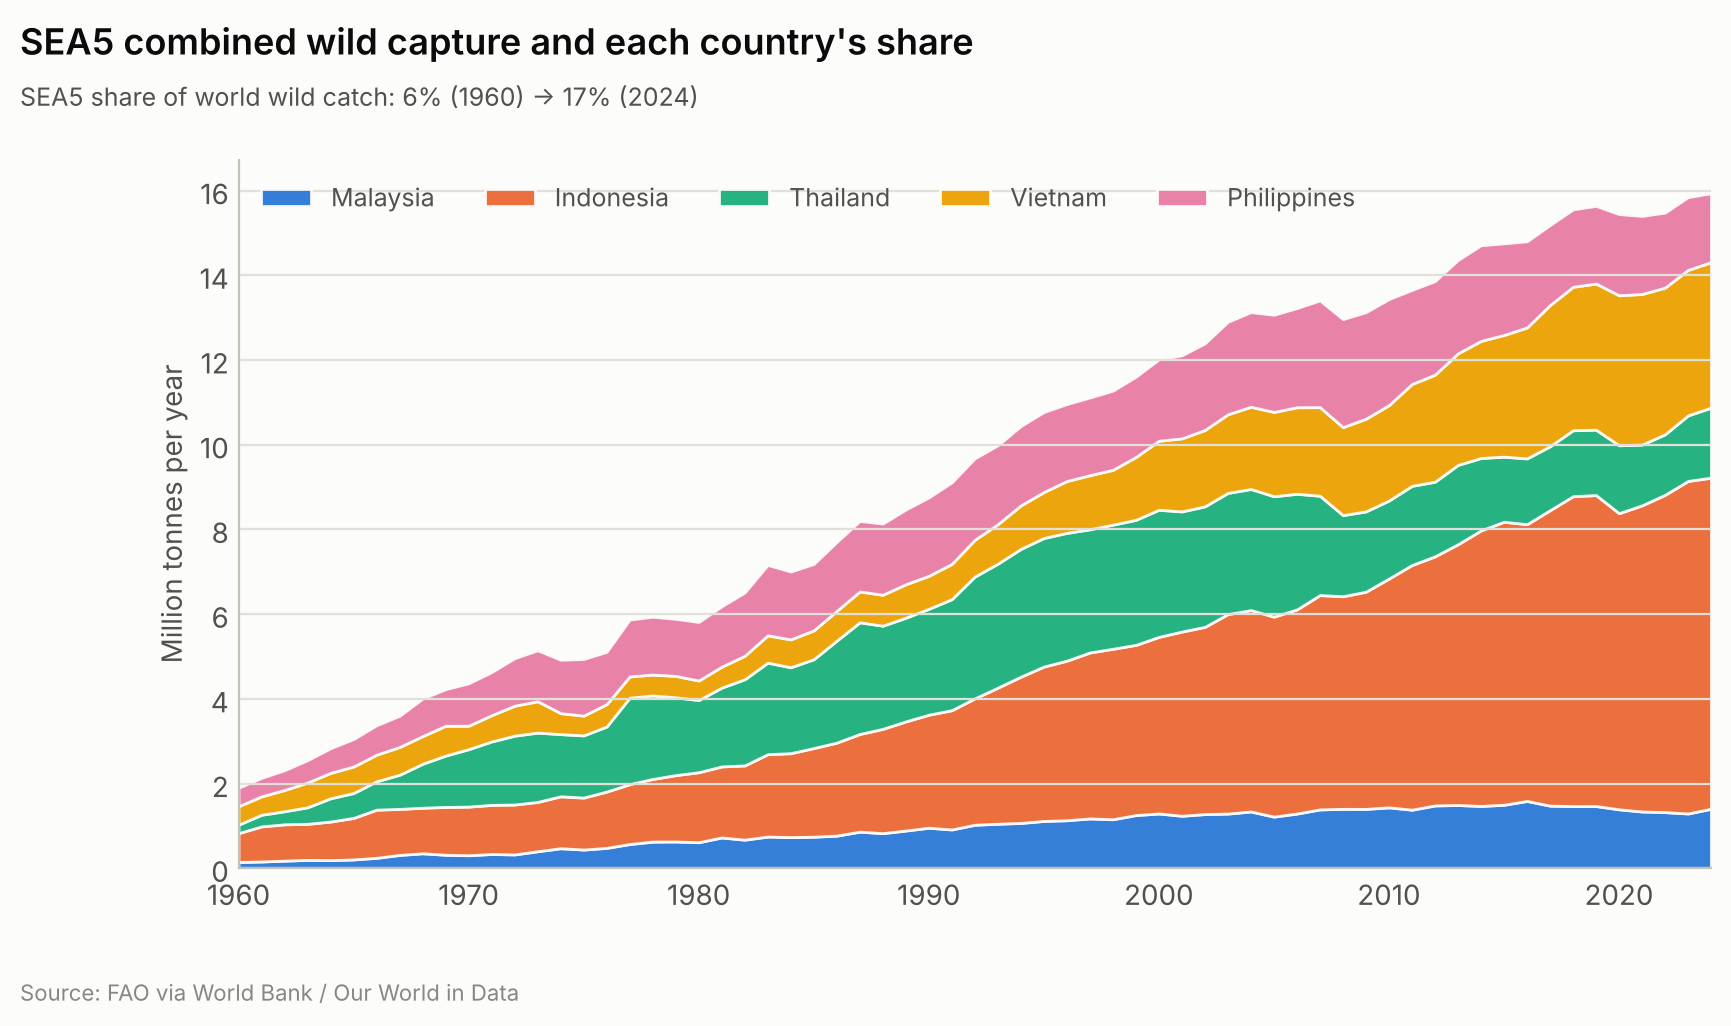 SEA5 combined wild capture and each country's share
SEA5 share of world wild catch: 6% (1960) → 17% (2024)
Malaysia Indonesia Thailand Vietnam Philippines
Million tonnes per year
16
14
12
10
8
6
4
2
0
1960 1970 1980 1990 2000 2010 2020
Source: FAO via World Bank / Our World in Data